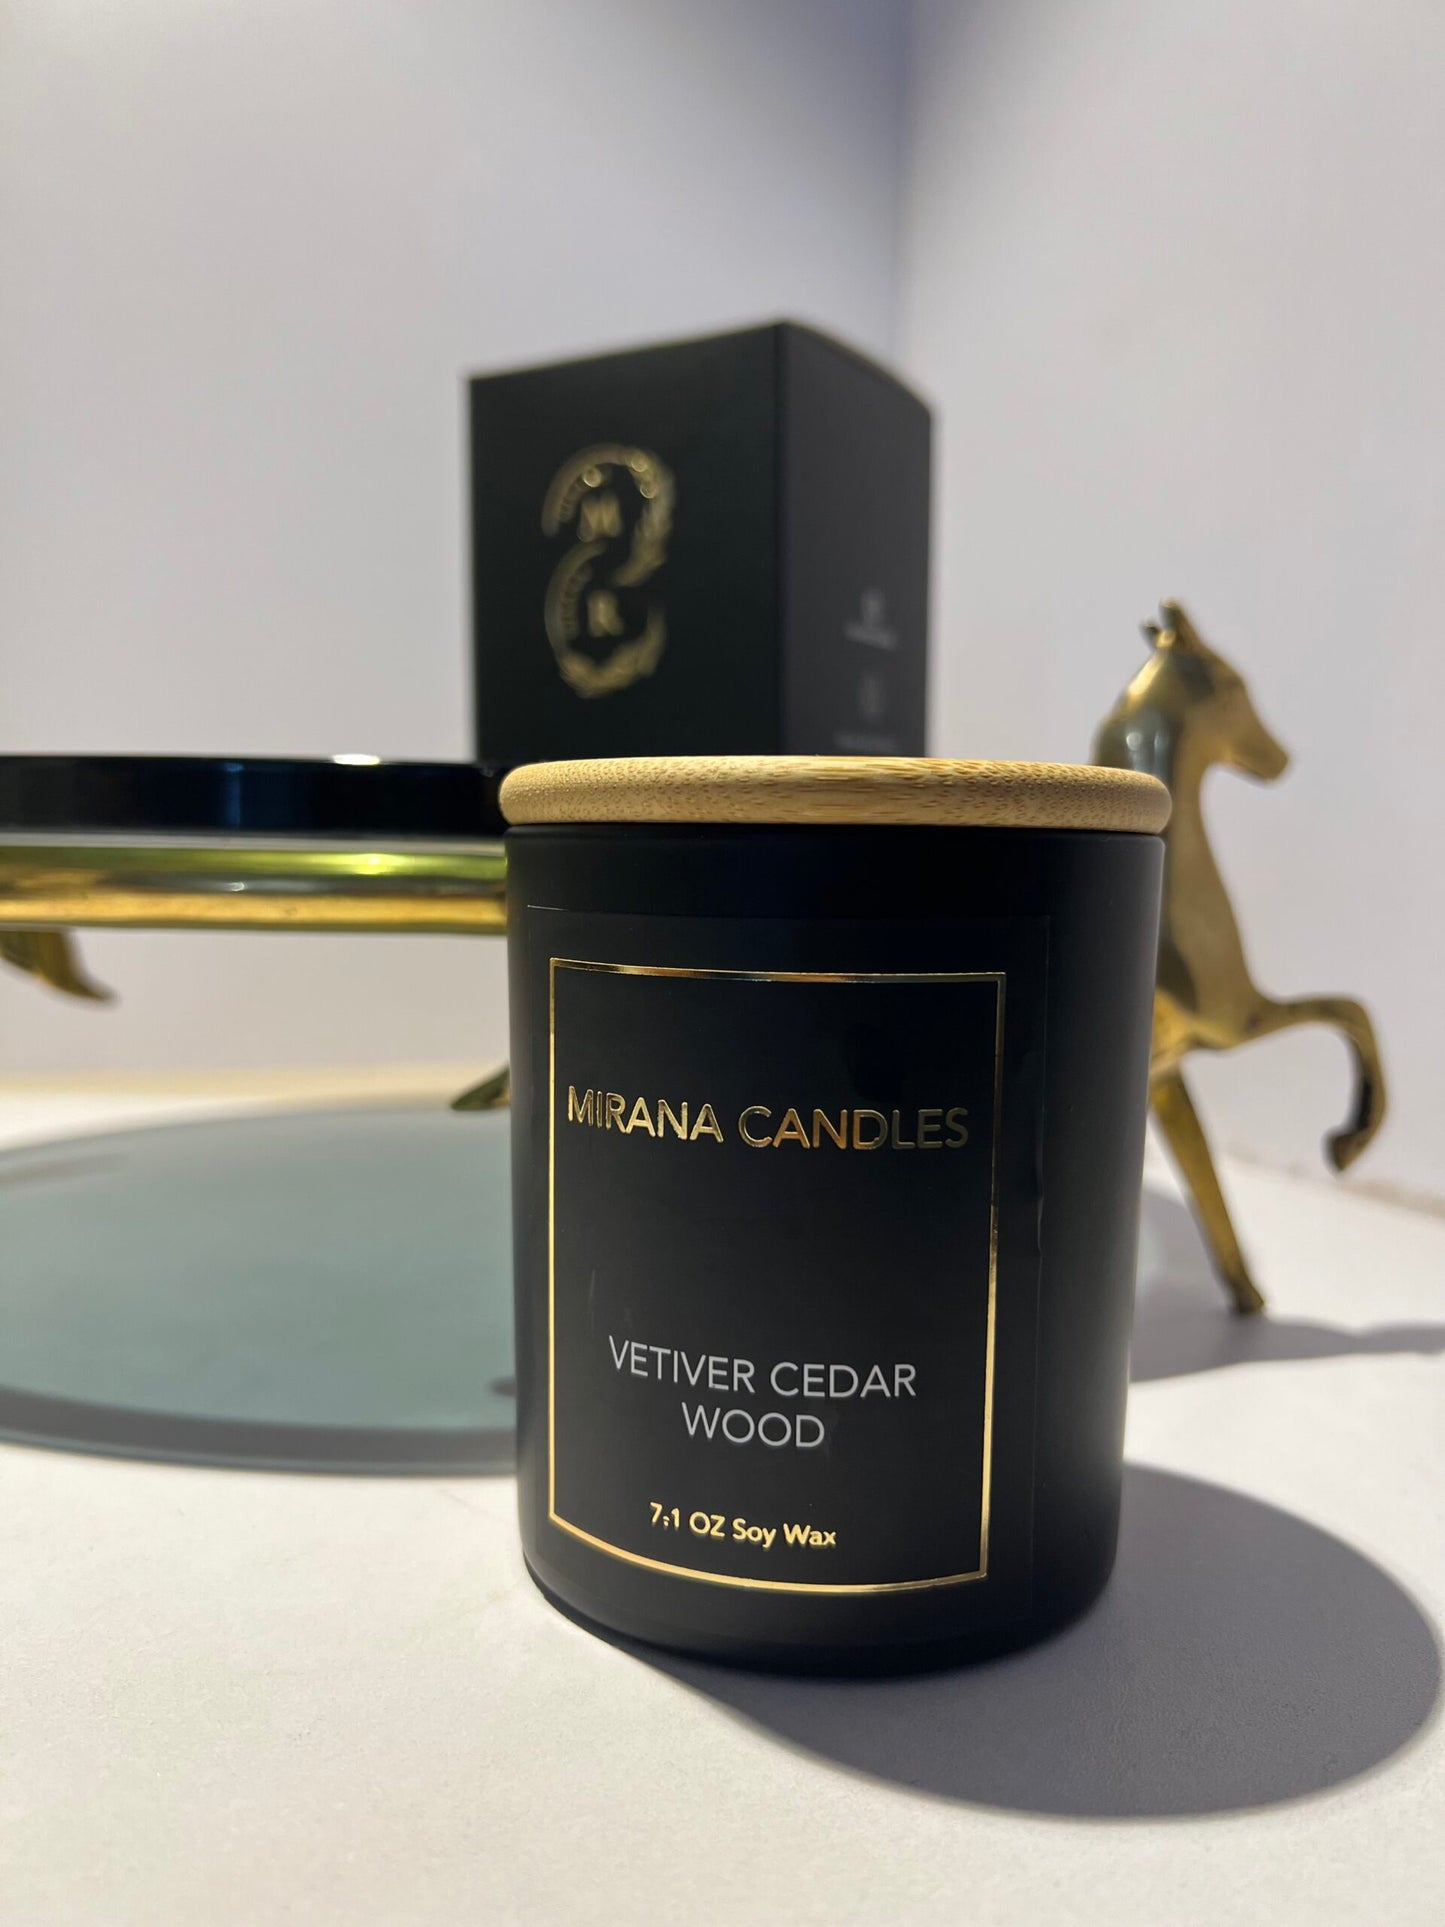 M
R
MIRANA CANDLES
VETIVER CEDAR
WOOD
7.1 OZ Soy Wax